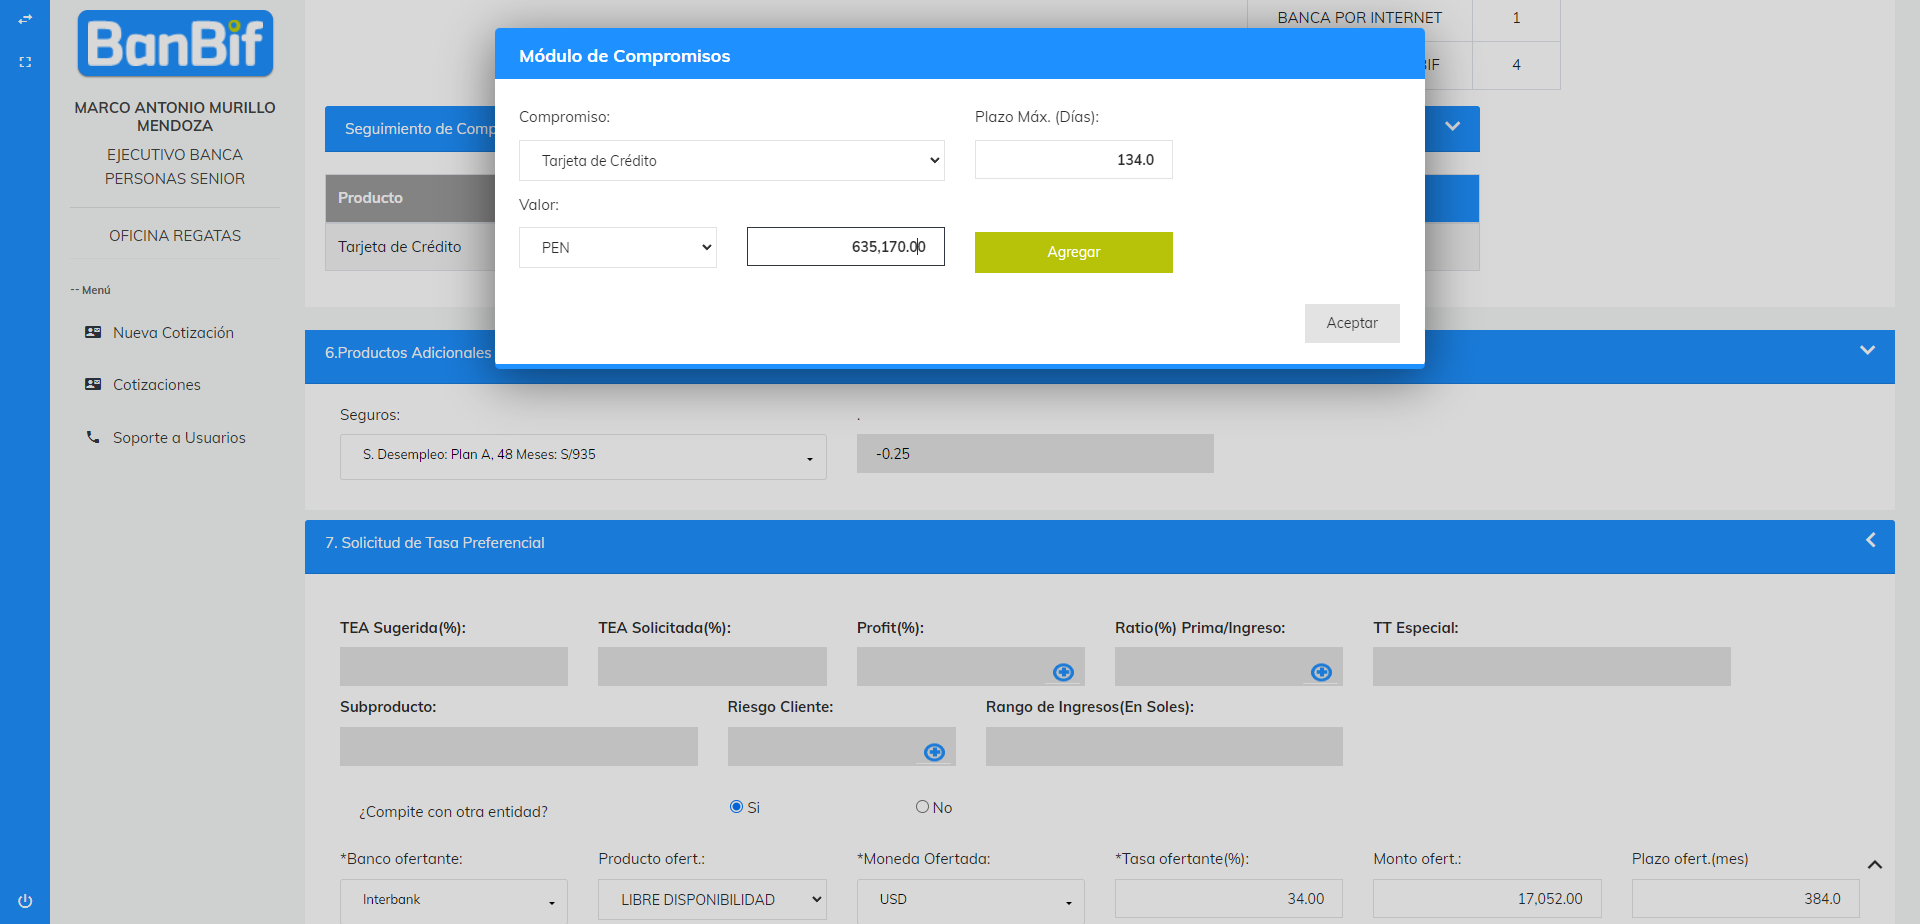 BanBif
MARCO ANTONIO MURILLO
MENDOZA
EJECUTIVO BANCA
PERSONAS SENIOR
OFICINA REGATAS
-- Menú
Nueva Cotización
Cotizaciones
Soporte a Usuarios
BANCA POR INTERNET 1
4
Seguimiento de Comp
Producto
Tarjeta de Crédito
Módulo de Compromisos
Compromiso: Plazo Máx. (Días):
Tarjeta de Crédito 134.0
Valor:
PEN 635,170.00 Agregar
Aceptar
6.Productos Adicionales
Seguros: .
S. Desempleo: Plan A, 48 Meses: S/935 -0.25
7. Solicitud de Tasa Preferencial
TEA Sugerida(%): TEA Solicitada(%): Profit(%): Ratio(%) Prima/Ingreso: TT Especial:
Subproducto: Riesgo Cliente: Rango de Ingresos(En Soles):
¿Compite con otra entidad? Si No
*Banco ofertante: Producto ofert.: *Moneda Ofertada: *Tasa ofertante(%): Monto ofert.: Plazo ofert.(mes)
Interbank LIBRE DISPONIBILIDAD USD 34.00 17,052.00 384.0